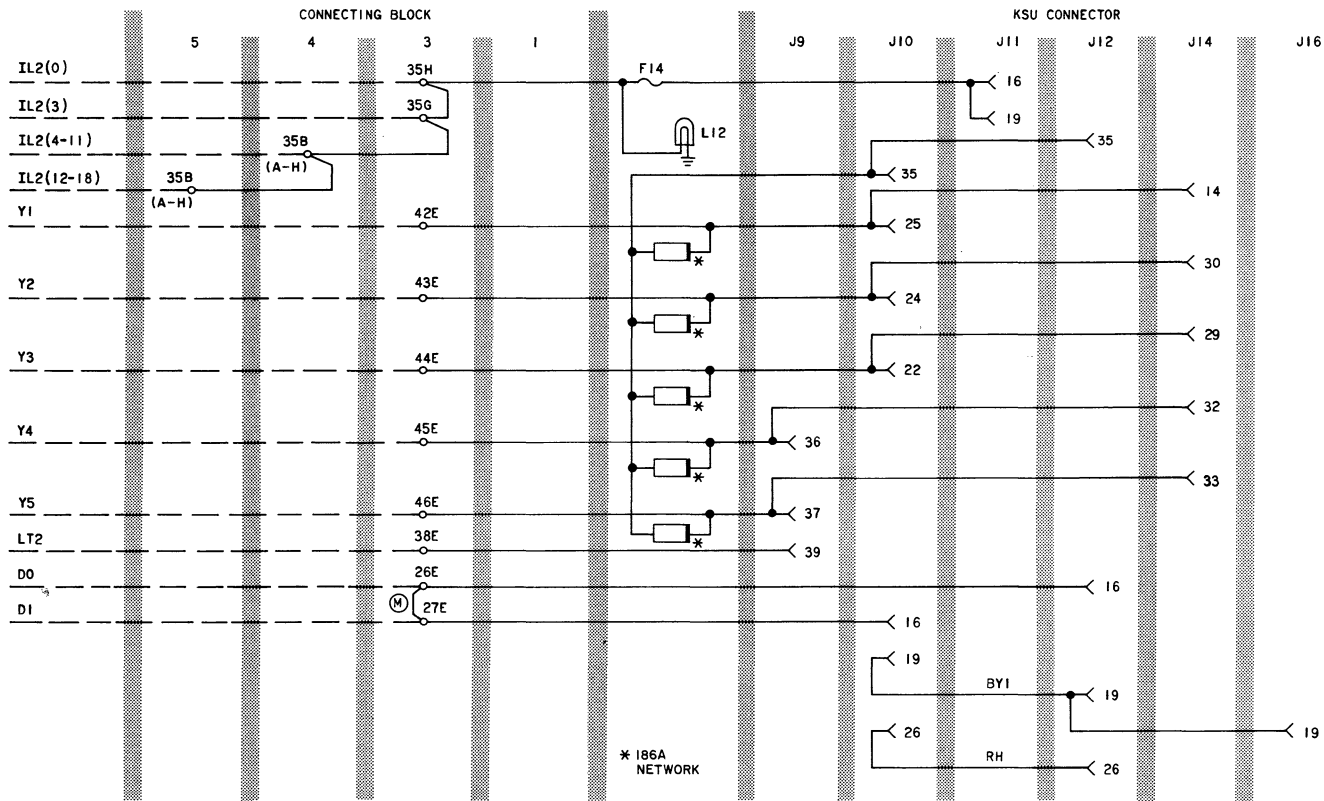 CONNECTING BLOCK KSU CONNECTOR
5 4 3 1 J9 J10 J11 J12 J14 J16
IL2(0) 35H F14 16
IL2(3) 35G 19
L12
IL2(4-11) 35B 35
(A-H)
IL2(12-18) 35B 35
(A-H) 14
Y1 42E 25
*
30
Y2 43E 24
*
29
Y3 44E 22
*
32
Y4 45E 36
*
33
Y5 46E 37
*
LT2 38E 39
D0 26E 16
M
D1 27E 16
19
BY1 19
26 19
* 186A
NETWORK
RH 26